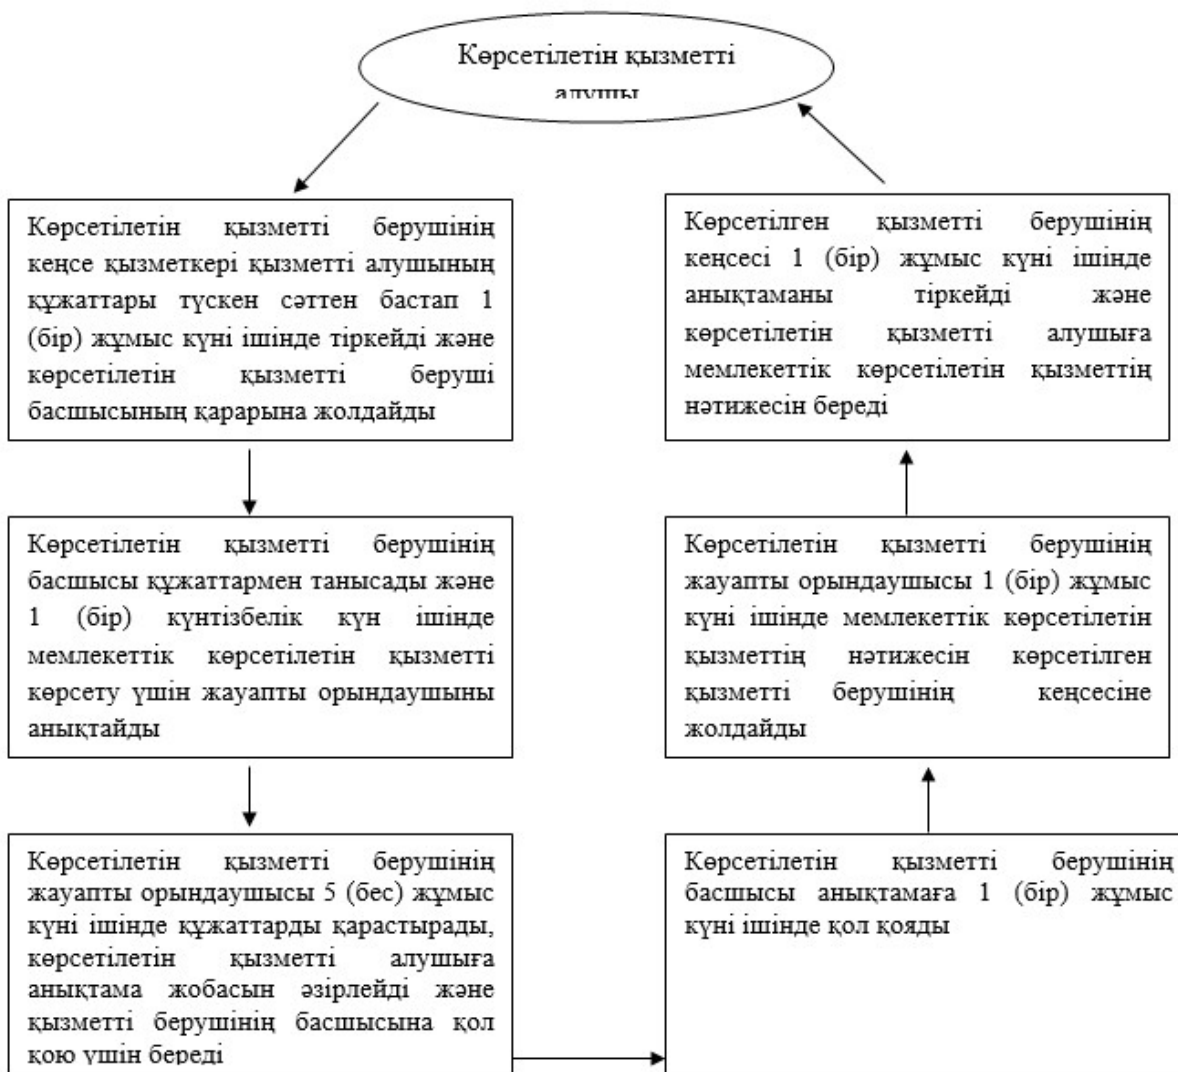 Көрсетілетін қызметті
алушы
Көрсетілетін қызметті берушінің
кеңсе қызметкері қызметті алушының
құжаттары түскен сәттен бастап 1
(бір) жұмыс күні ішінде тіркейді және
көрсетілетін қызметті беруші
басшысының қарарына жолдайды
Көрсетілетін қызметті берушінің
басшысы құжаттармен танысады және
1 (бір) күнтізбелік күн ішінде
мемлекеттік көрсетілетін қызметті
көрсету үшін жауапты орындаушыны
анықтайды
Көрсетілетін қызметті берушінің
жауапты орындаушысы 5 (бес) жұмыс
күні ішінде құжаттарды қарастырады,
көрсетілетін қызметті алушыға
анықтама жобасын әзірлейді және
қызметті берушінің басшысына қол
қою үшін береді
Көрсетілетін қызметті берушінің
басшысы анықтамаға 1 (бір) жұмыс
күні ішінде қол қояды
Көрсетілетін қызметті берушінің
жауапты орындаушысы 1 (бір) жұмыс
күні ішінде мемлекеттік көрсетілетін
қызметтің нәтижесін көрсетілген
қызметті берушінің кеңсесіне
жолдайды
Көрсетілген қызметті берушінің
кеңсесі 1 (бір) жұмыс күні ішінде
анықтаманы тіркейді және
көрсетілетін қызметті алушыға
мемлекеттік көрсетілетін қызметтің
нәтижесін береді